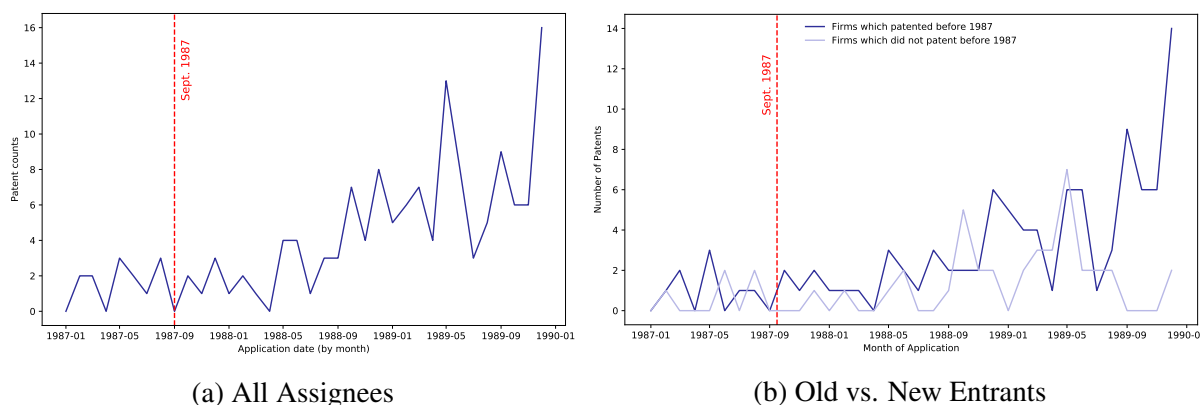 16
14
12
10
8
6
4
2
0
Patent counts
Sept. 1987
1987-01 1987-05 1987-09 1988-01 1988-05 1988-09 1989-01 1989-05 1989-09 1990-01
Application date (by month)
(a) All Assignees
14
12
10
8
6
4
2
0
Number of Patents
Firms which patented before 1987
Firms which did not patent before 1987
Sept. 1987
1987-01 1987-05 1987-09 1988-01 1988-05 1988-09 1989-01 1989-05 1989-09 1990-0
Month of Application
(b) Old vs. New Entrants